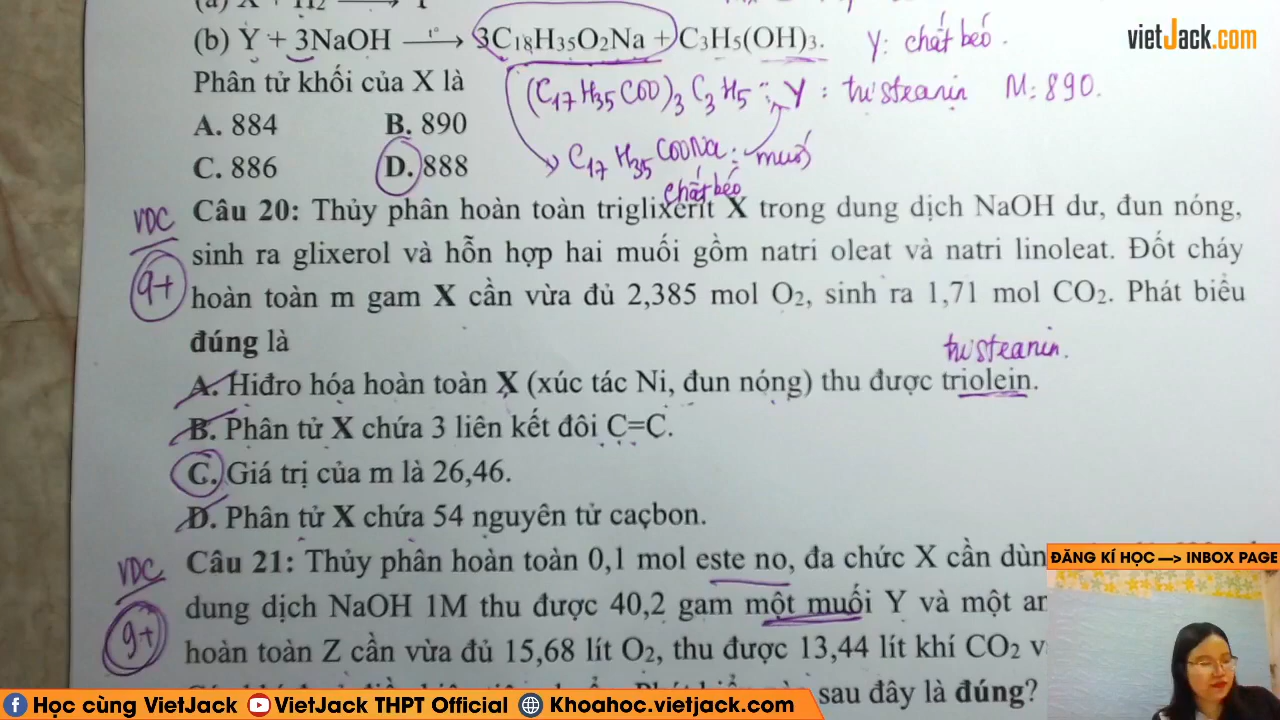 (a) X + H2 → Y
(b) Y + 3NaOH —t°→ 3C18H35O2Na + C3H5(OH)3. Y: chất béo.
vietJack.com
Phân tử khối của X là
(C17H35COO)3C3H5 : Y : tristearin M: 890.
A. 884 B. 890
C17H35COONa : muối
C. 886 D. 888
chất béo
VDC Câu 20: Thủy phân hoàn toàn triglixerit X trong dung dịch NaOH dư, đun nóng,
sinh ra glixerol và hỗn hợp hai muối gồm natri oleat và natri linoleat. Đốt cháy
9+ hoàn toàn m gam X cần vừa đủ 2,385 mol O2, sinh ra 1,71 mol CO2. Phát biểu
đúng là
tristearin.
A. Hiđro hóa hoàn toàn X (xúc tác Ni, đun nóng) thu được triolein.
B. Phân tử X chứa 3 liên kết đôi C=C.
C. Giá trị của m là 26,46.
D. Phân tử X chứa 54 nguyên tử cacbon.
VDC Câu 21: Thủy phân hoàn toàn 0,1 mol este no, đa chức X cần dùn
ĐĂNG KÍ HỌC —> INBOX PAGE
dung dịch NaOH 1M thu được 40,2 gam một muối Y và một an
9+ hoàn toàn Z cần vừa đủ 15,68 lít O2, thu được 13,44 lít khí CO2 v
sau đây là đúng?
Học cùng VietJack VietJack THPT Official Khoahoc.vietjack.com